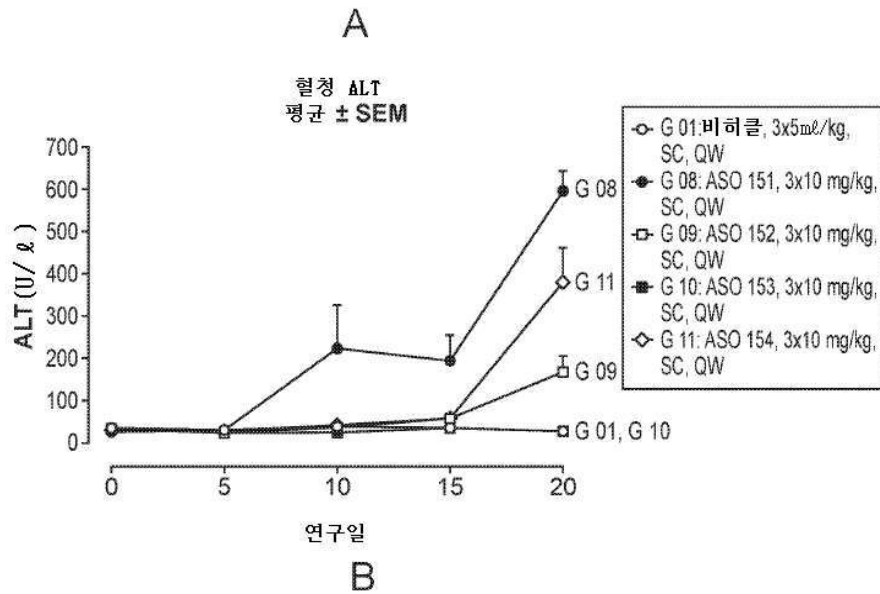 A
혈청 ALT
평균 ± SEM
700
600
500
400
300
200
100
0
ALT(U/ℓ)
G 08
G 11
G 09
G 01, G 10
0 5 10 15 20
연구일
G 01:비히클, 3x5㎖/kg,
SC, QW
G 08: ASO 151, 3x10 mg/kg,
SC, QW
G 09: ASO 152, 3x10 mg/kg,
SC, QW
G 10: ASO 153, 3x10 mg/kg,
SC, QW
G 11: ASO 154, 3x10 mg/kg,
SC, QW
B